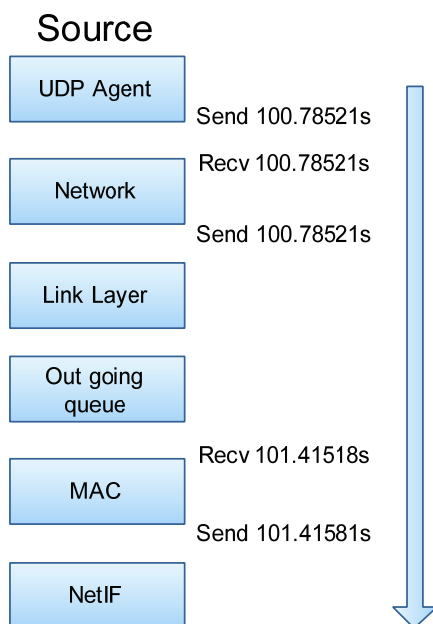 Source
UDP Agent
Send 100.78521s
Recv 100.78521s
Network
Send 100.78521s
Link Layer
Out going
queue
Recv 101.41518s
MAC
Send 101.41581s
NetIF